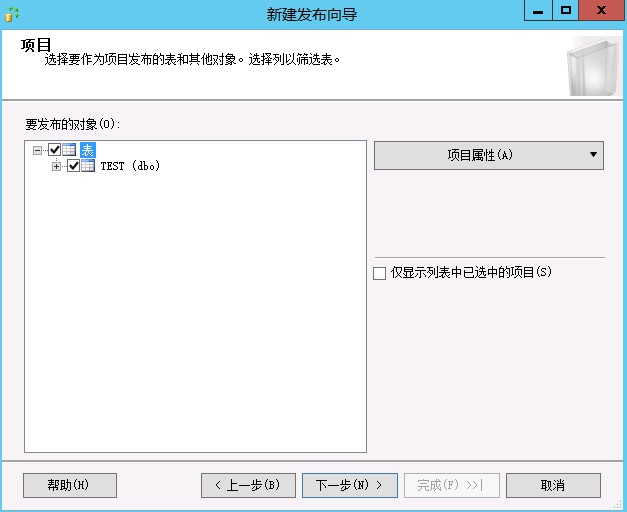 新建发布向导
项目
选择要作为项目发布的表和其他对象。选择列以筛选表。
要发布的对象(O):
表
TEST (dbo)
项目属性(A)
仅显示列表中已选中的项目(S)
帮助(H)
< 上一步(B)
下一步(N) >
完成(F) >>|
取消